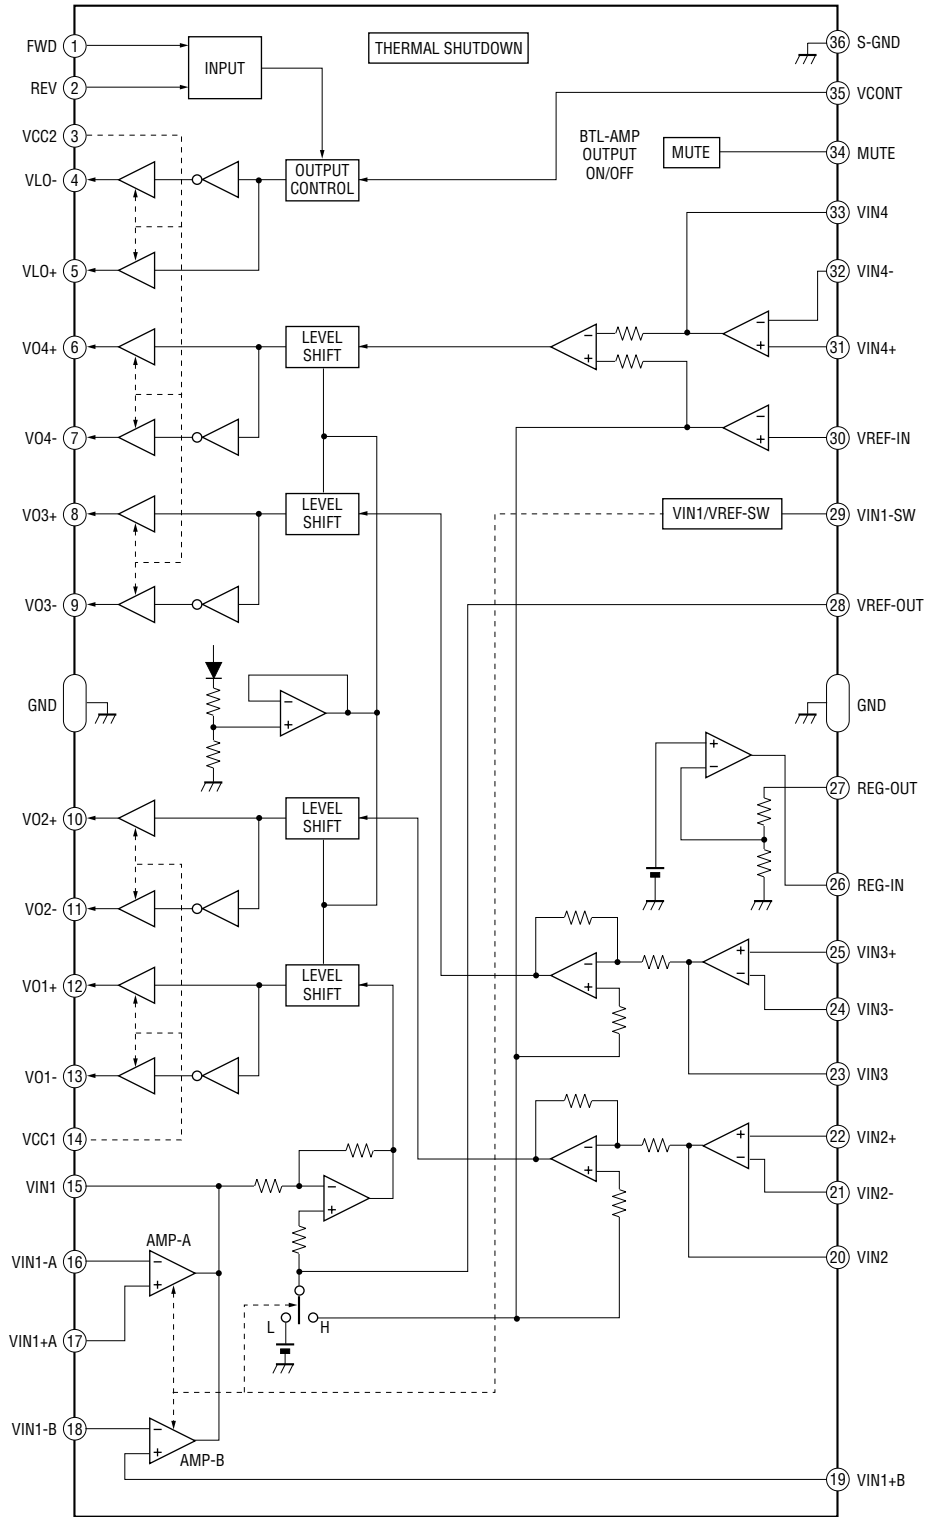 FWD 1
REV 2
VCC2 3
VLO- 4
VLO+ 5
VO4+ 6
VO4- 7
VO3+ 8
VO3- 9
GND
VO2+ 10
VO2- 11
VO1+ 12
VO1- 13
VCC1 14
VIN1 15
VIN1-A 16
VIN1+A 17
VIN1-B 18
INPUT
THERMAL SHUTDOWN
OUTPUT
CONTROL
BTL-AMP
OUTPUT
ON/OFF
MUTE
LEVEL
SHIFT
− 
+
−
+
LEVEL
SHIFT
VIN1/VREF-SW
−
+
−
+
LEVEL
SHIFT
+
−
LEVEL
SHIFT
−
+
+
−
−
+
+
−
−
+
AMP-A
−
+
L
H
−
+
AMP-B
36 S-GND
35 VCONT
34 MUTE
33 VIN4
32 VIN4-
31 VIN4+
30 VREF-IN
29 VIN1-SW
28 VREF-OUT
GND
27 REG-OUT
26 REG-IN
25 VIN3+
24 VIN3-
23 VIN3
22 VIN2+
21 VIN2-
20 VIN2
19 VIN1+B